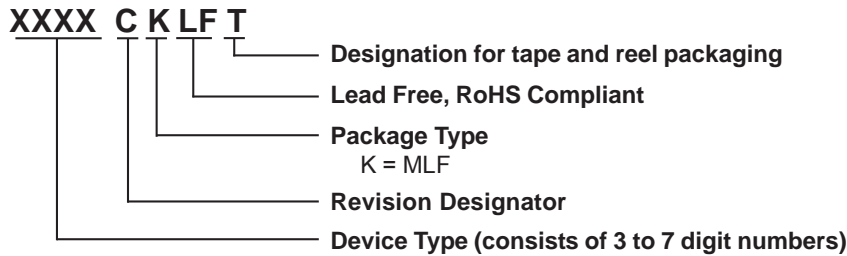 XXXX C K LF T
Designation for tape and reel packaging
Lead Free, RoHS Compliant
Package Type
K = MLF
Revision Designator
Device Type (consists of 3 to 7 digit numbers)